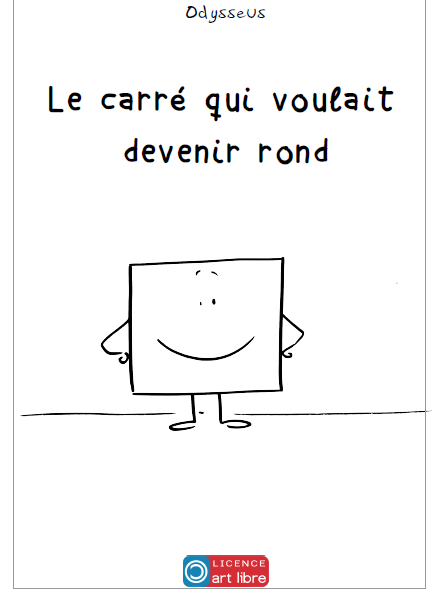 Odysseus
Le carré qui voulait
devenir rond
LICENCE
art libre